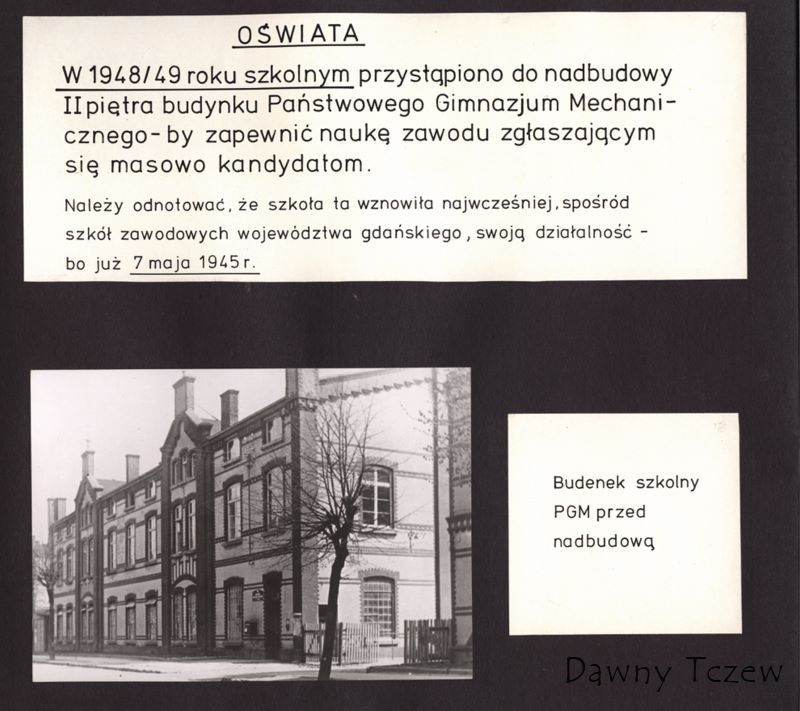 OŚWIATA
W 1948/49 roku szkolnym przystąpiono do nadbudowy
II piętra budynku Państwowego Gimnazjum Mechani-
cznego - by zapewnić naukę zawodu zgłaszającym
się masowo kandydatom.
Należy odnotować, że szkoła ta wznowiła najwcześniej, spośród
szkół zawodowych województwa gdańskiego, swoją działalność -
bo już 7 maja 1945 r.
Budenek szkolny
PGM przed
nadbudową
Dawny Tczew